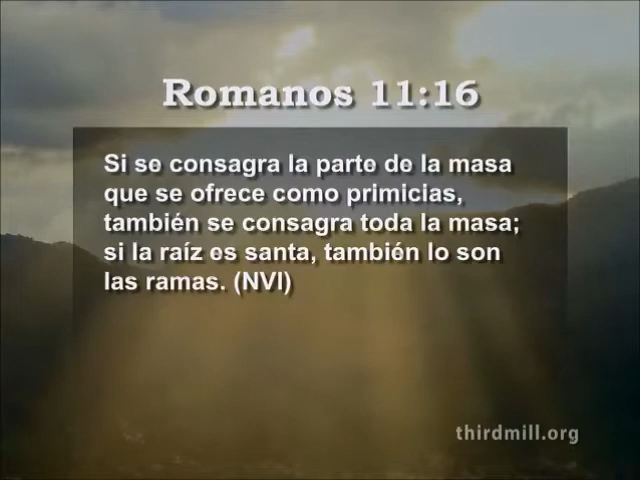 Romanos 11:16
Si se consagra la parte de la masa
que se ofrece como primicias,
también se consagra toda la masa;
si la raíz es santa, también lo son
las ramas. (NVI)
thirdmill.org